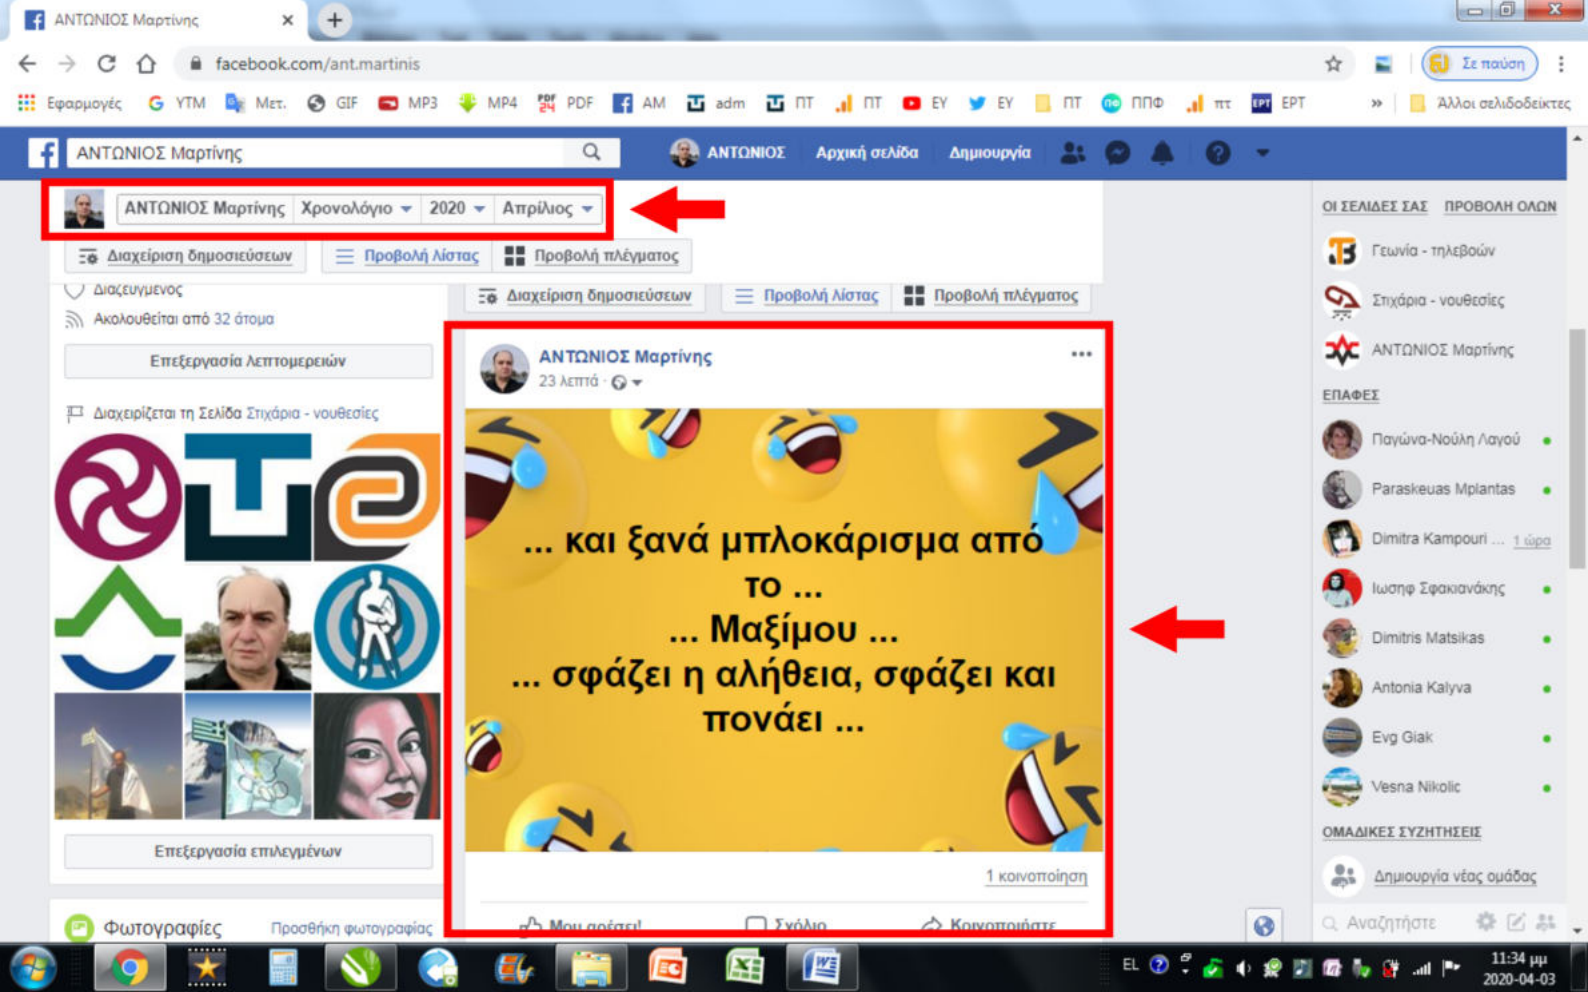 ΑΝΤΩΝΙΟΣ Μαρτίνης
facebook.com/ant.martinis
Σε παύση
Εφαρμογές
YTM
Μετ.
GIF
MP3
MP4
PDF
AM
adm
ΠΤ
ΠΤ
ΕΥ
ΕΥ
ΠΤ
ΠΠΦ
πτ
ΕΡΤ
»
Άλλοι σελιδοδείκτες
ΑΝΤΩΝΙΟΣ Μαρτίνης
ΑΝΤΩΝΙΟΣ
Αρχική σελίδα
Δημιουργία
ΑΝΤΩΝΙΟΣ Μαρτίνης
Χρονολόγιο
2020
Απρίλιος
Διαχείριση δημοσιεύσεων
Προβολή λίστας
Προβολή πλέγματος
Διαζευγμένος
Ακολουθείται από 32 άτομα
Επεξεργασία λεπτομερειών
Διαχειρίζεται τη Σελίδα Στιχάρια - νουθεσίες
Επεξεργασία επιλεγμένων
Φωτογραφίες
Προσθήκη φωτογραφίας
Διαχείριση δημοσιεύσεων
Προβολή λίστας
Προβολή πλέγματος
ΑΝΤΩΝΙΟΣ Μαρτίνης
23 λεπτά
... και ξανά μπλοκάρισμα από
το ...
... Μαξίμου ...
... σφάζει η αλήθεια, σφάζει και
πονάει ...
1 κοινοποίηση
Μου αρέσει!
Σχόλιο
Κοινοποιήστε
ΟΙ ΣΕΛΙΔΕΣ ΣΑΣ
ΠΡΟΒΟΛΗ ΟΛΩΝ
Γεωνία - τηλεβοών
Στιχάρια - νουθεσίες
ΑΝΤΩΝΙΟΣ Μαρτίνης
ΕΠΑΦΕΣ
Παγώνα-Νούλη Λαγού
Paraskeuas Mplantas
Dimitra Kampouri ...
1 ώρα
Ιωσηφ Σφακιανάκης
Dimitris Matsikas
Antonia Kalyva
Evg Giak
Vesna Nikolic
ΟΜΑΔΙΚΕΣ ΣΥΖΗΤΗΣΕΙΣ
Δημιουργία νέας ομάδας
Αναζητήστε
EL
11:34 μμ
2020-04-03